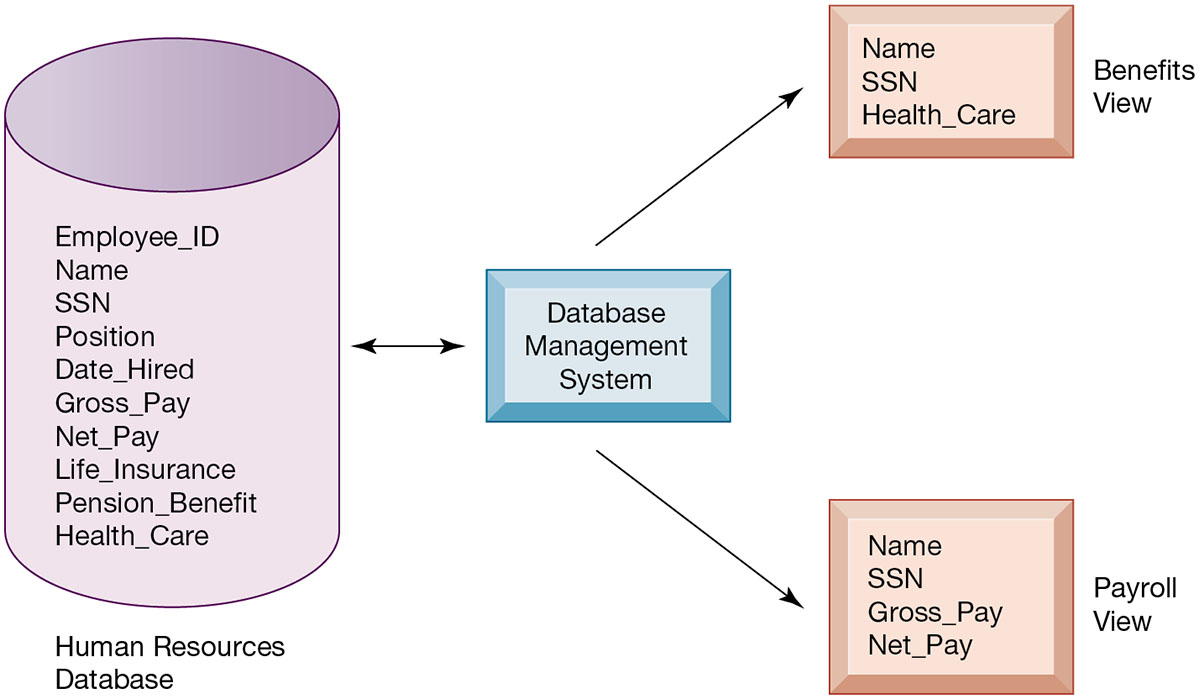 Employee_ID
Name
SSN
Position
Date_Hired
Gross_Pay
Net_Pay
Life_Insurance
Pension_Benefit
Health_Care
Human Resources
Database
Database
Management
System
Name
SSN
Health_Care
Benefits
View
Name
SSN
Gross_Pay
Net_Pay
Payroll
View